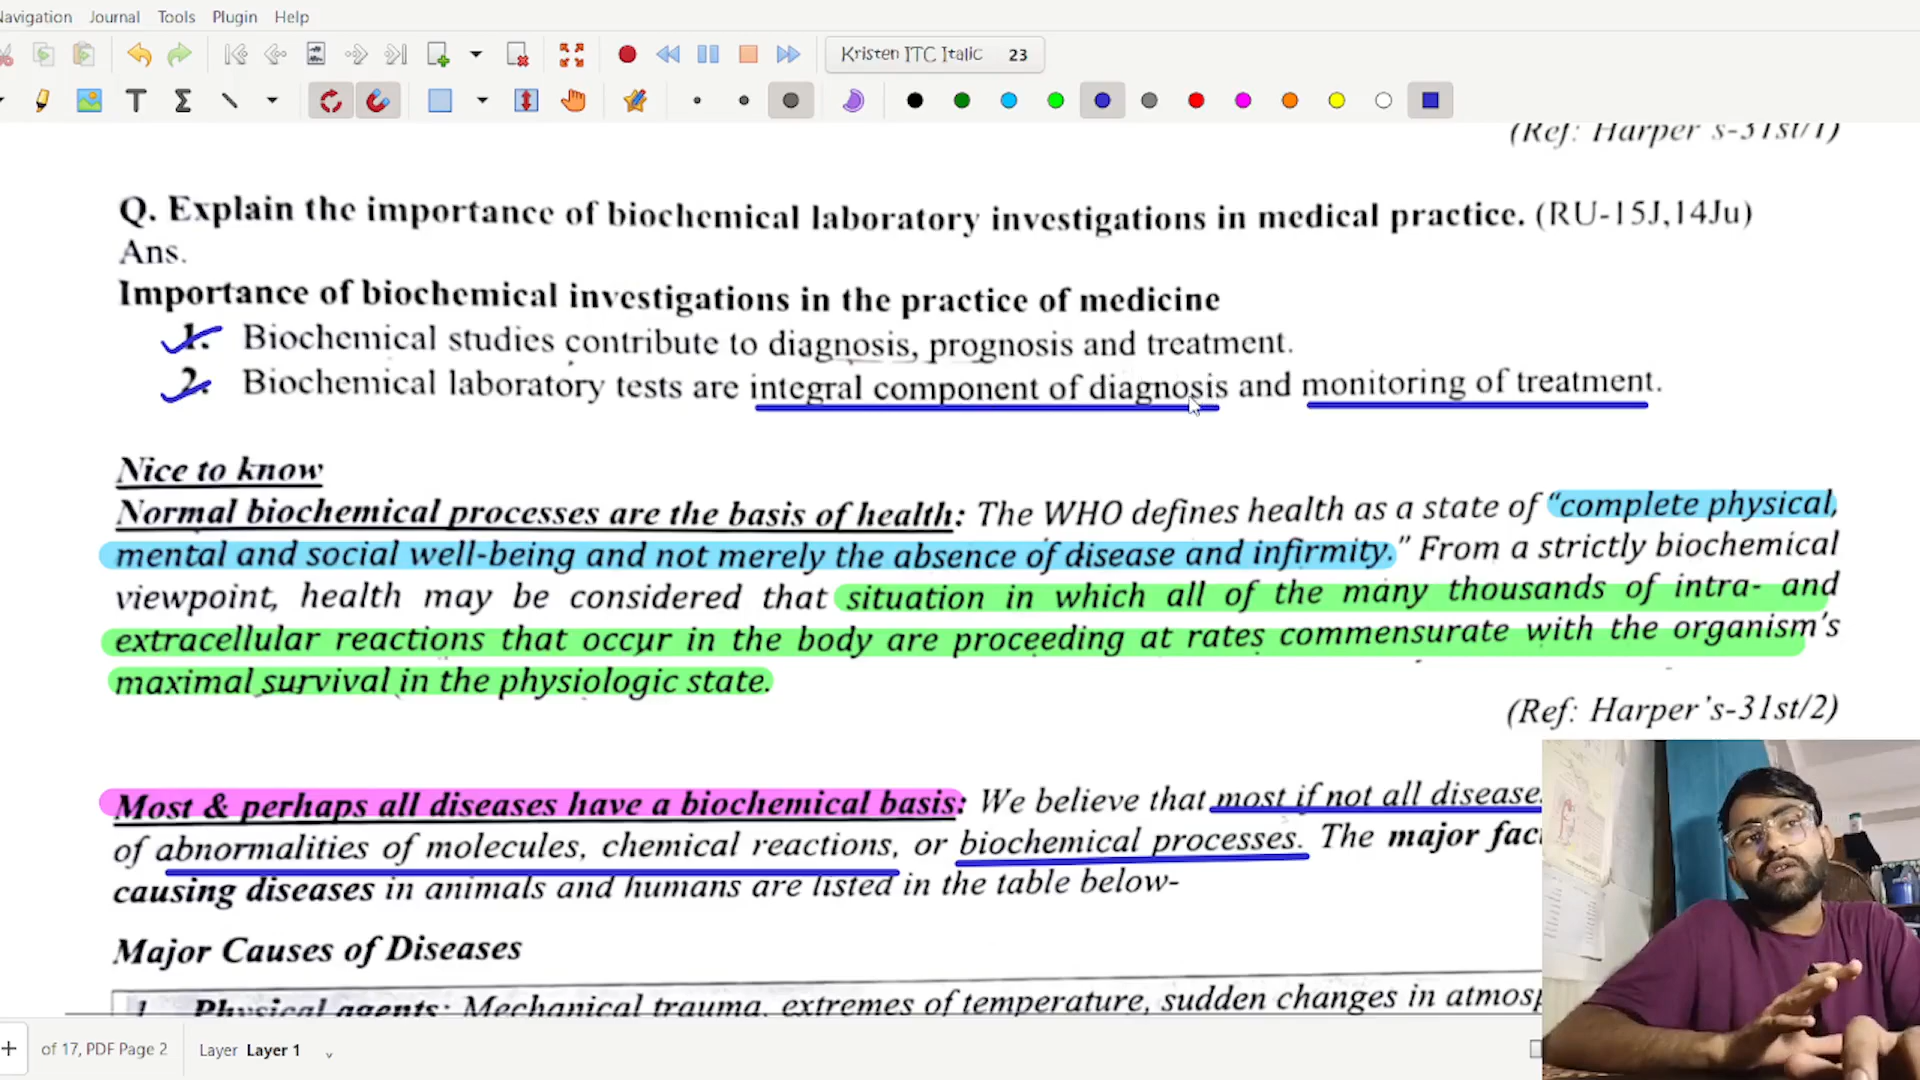 Navigation Journal Tools Plugin Help
Kristen ITC Italic 23
(Ref: Harper's-31st/1)
Q. Explain the importance of biochemical laboratory investigations in medical practice. (RU-15J,14Ju)
Ans.
Importance of biochemical investigations in the practice of medicine
1. Biochemical studies contribute to diagnosis, prognosis and treatment.
2. Biochemical laboratory tests are integral component of diagnosis and monitoring of treatment.
Nice to know
Normal biochemical processes are the basis of health: The WHO defines health as a state of “complete physical,
mental and social well-being and not merely the absence of disease and infirmity.” From a strictly biochemical
viewpoint, health may be considered that situation in which all of the many thousands of intra- and
extracellular reactions that occur in the body are proceeding at rates commensurate with the organism's
maximal survival in the physiologic state.
(Ref: Harper's-31st/2)
Most & perhaps all diseases have a biochemical basis: We believe that most if not all disease
of abnormalities of molecules, chemical reactions, or biochemical processes. The major fac
causing diseases in animals and humans are listed in the table below-
Major Causes of Diseases
1. Physical agents: Mechanical trauma, extremes of temperature, sudden changes in atmosp
of 17, PDF Page 2 Layer Layer 1